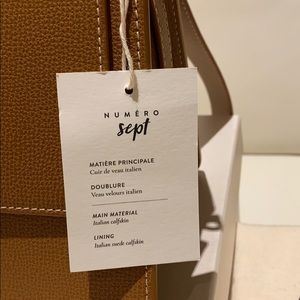 NUMÉRO
sept
MATIÈRE PRINCIPALE
Cuir de veau italien
DOUBLURE
Veau velours italien
MAIN MATERIAL
Italian calfskin
LINING
Italian suede calfskin